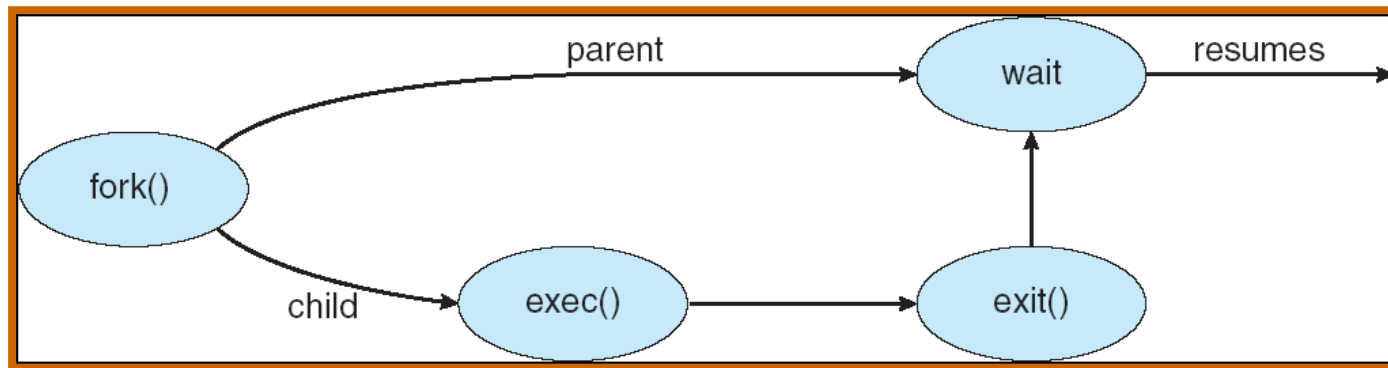 parent
wait
resumes
fork()
child
exec()
exit()